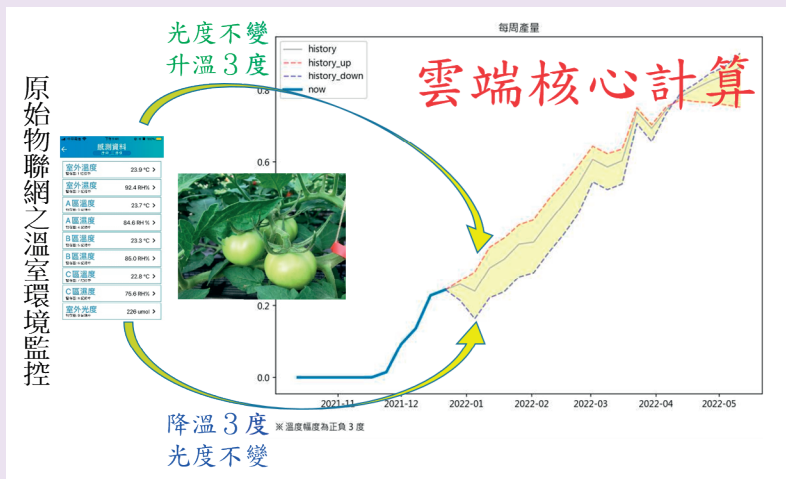 原始物聯網之溫室環境監控
光度不變
升溫3度
感測資料
室外溫度
23.9 °C
室外濕度
92.4 RH%
A區溫度
23.7 °C
A區濕度
84.6 RH %
B區溫度
23.3 °C
B區濕度
85.0 RH%
C區溫度
22.8 °C
C區濕度
75.6 RH%
室外光度
226 umol
降溫3度
光度不變
每周產量
history
history_up
history_down
now
雲端核心計算
0.8
0.6
0.2
0.0
2021-11
2021-12
2022-01
2022-02
2022-03
2022-04
2022-05
※ 溫度幅度為正負 3 度